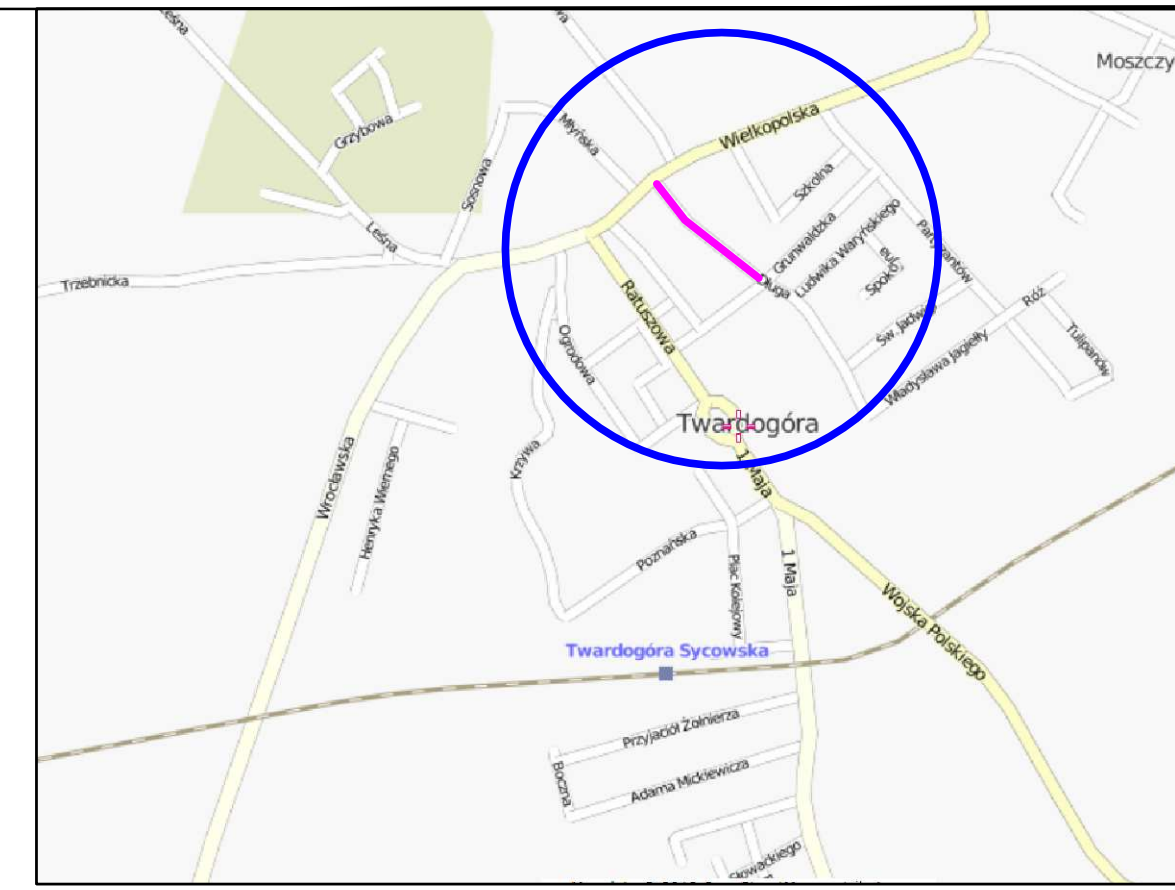 Leśna
Moszczy
Grzybowa
Młyńska
Wielkopolska
Sosnowa
Szkolna
Leśna
Grunwaldzka
Ludwika Waryńskiego
Partyzantów
Trzebnicka
Długa
Spoko
jna
Ratuszowa
Róż
Św. Jadwigi
Tulipanów
Ogrodowa
Władysława Jagiełły
Twardogóra
Krzywa
1 Maja
Wrocławska
Henryka Wiernego
Poznańska
Plac Kolejowy
1 Maja
Wojska Polskiego
Twardogóra Sycowska
Przyjaciół Żołnierza
Boczna
Adama Mickiewicza
Słowackiego